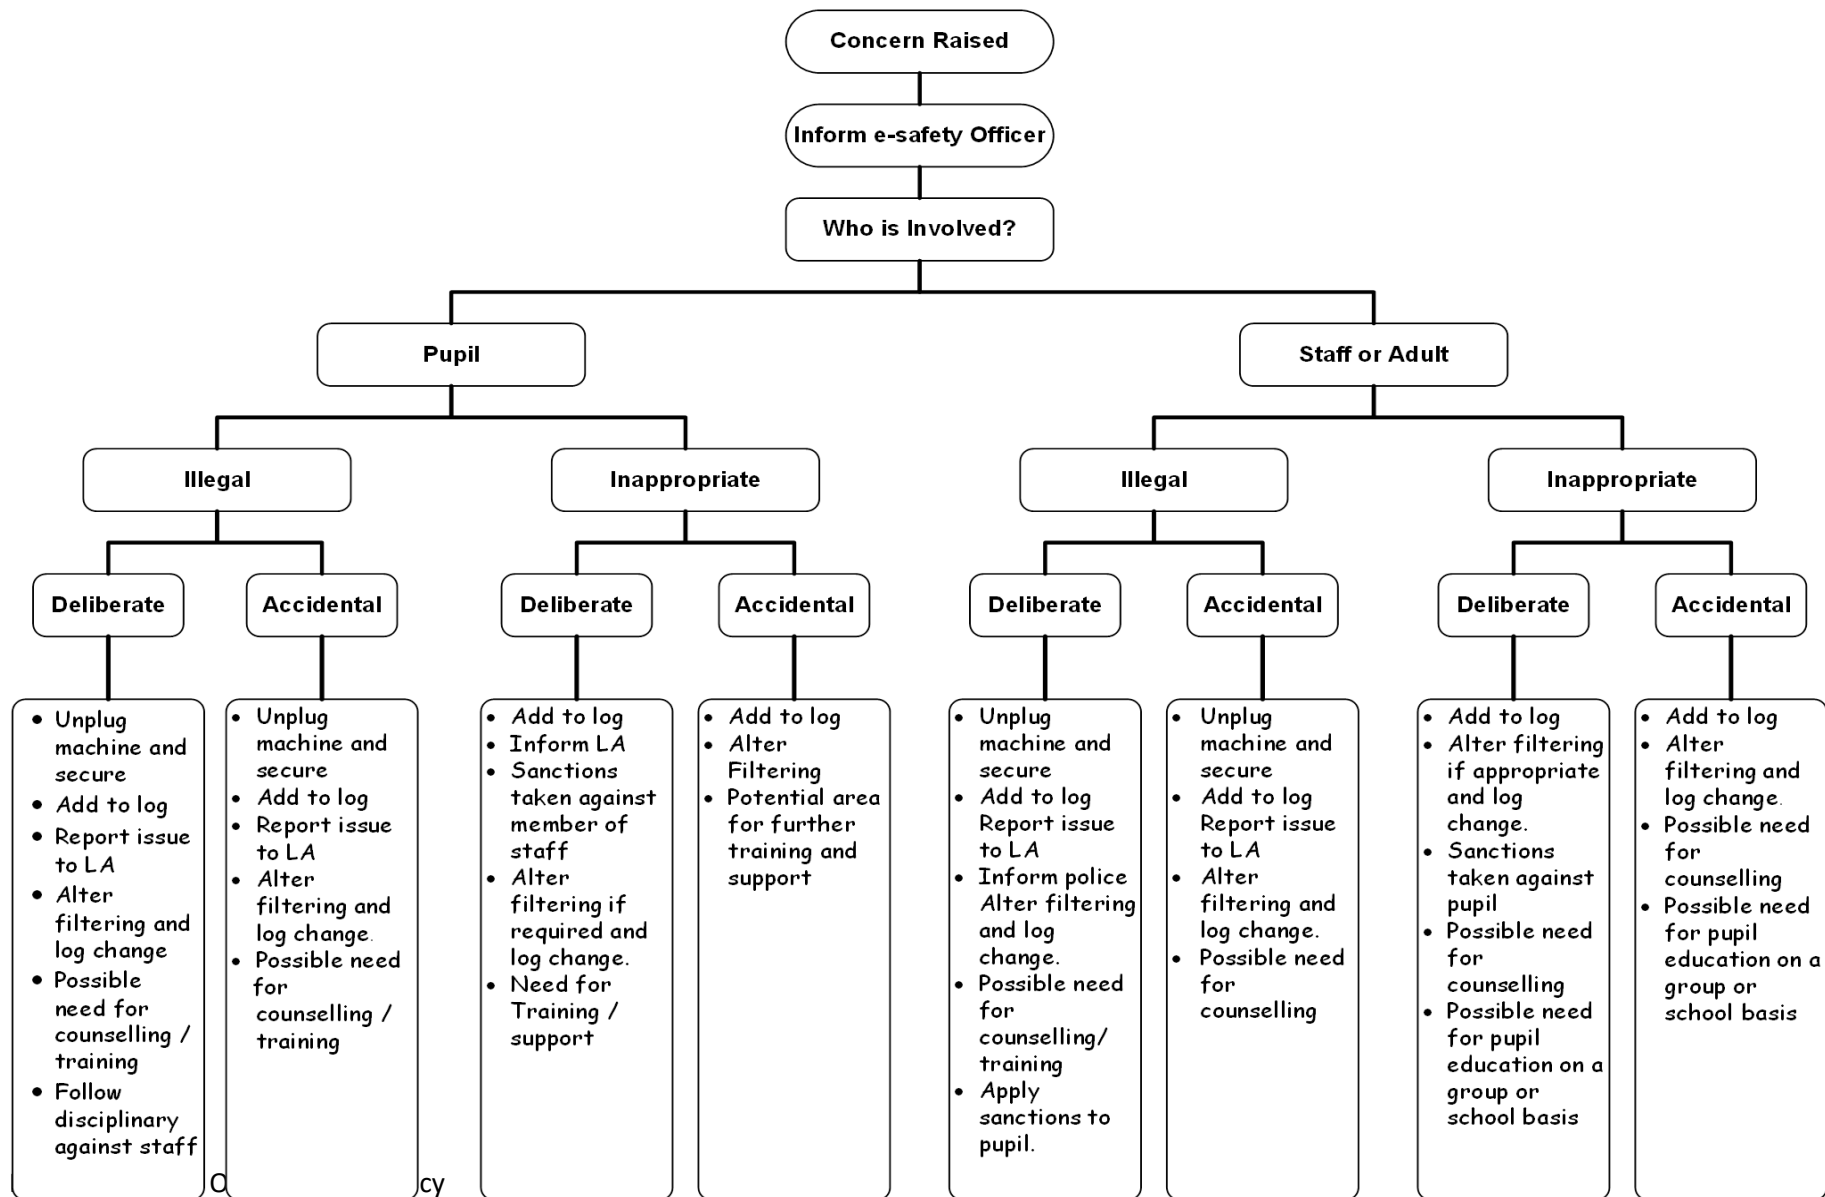 Concern Raised
Inform e-safety Officer
Who is Involved?
Pupil
Staff or Adult
Illegal
Inappropriate
Illegal
Inappropriate
Deliberate
Accidental
Deliberate
Accidental
Deliberate
Accidental
Deliberate
Accidental
• Unplug
machine and
secure
• Add to log
• Report issue
to LA
• Alter
filtering and
log change
• Possible
need for
counselling /
training
• Follow
disciplinary
against staff
• Unplug
machine and
secure
• Add to log
• Report issue
to LA
• Alter
filtering and
log change.
• Possible need
for
counselling /
training
• Add to log
• Inform LA
• Sanctions
taken against
member of
staff
• Alter
filtering if
required and
log change.
• Need for
Training /
support
• Add to log
• Alter
Filtering
• Potential area
for further
training and
support
• Unplug
machine and
secure
• Add to log
Report issue
to LA
• Inform police
Alter filtering
and log
change.
• Possible need
for
counselling/
training
• Apply
sanctions to
pupil.
• Unplug
machine and
secure
• Add to log
Report issue
to LA
• Alter
filtering and
log change.
• Possible need
for
counselling
• Add to log
• Alter filtering
if appropriate
and log
change.
• Sanctions
taken against
pupil
• Possible need
for
counselling
• Possible need
for pupil
education on a
group or
school basis
• Add to log
• Alter
filtering and
log change.
• Possible need
for
counselling
• Possible need
for pupil
education on a
group or
school basis